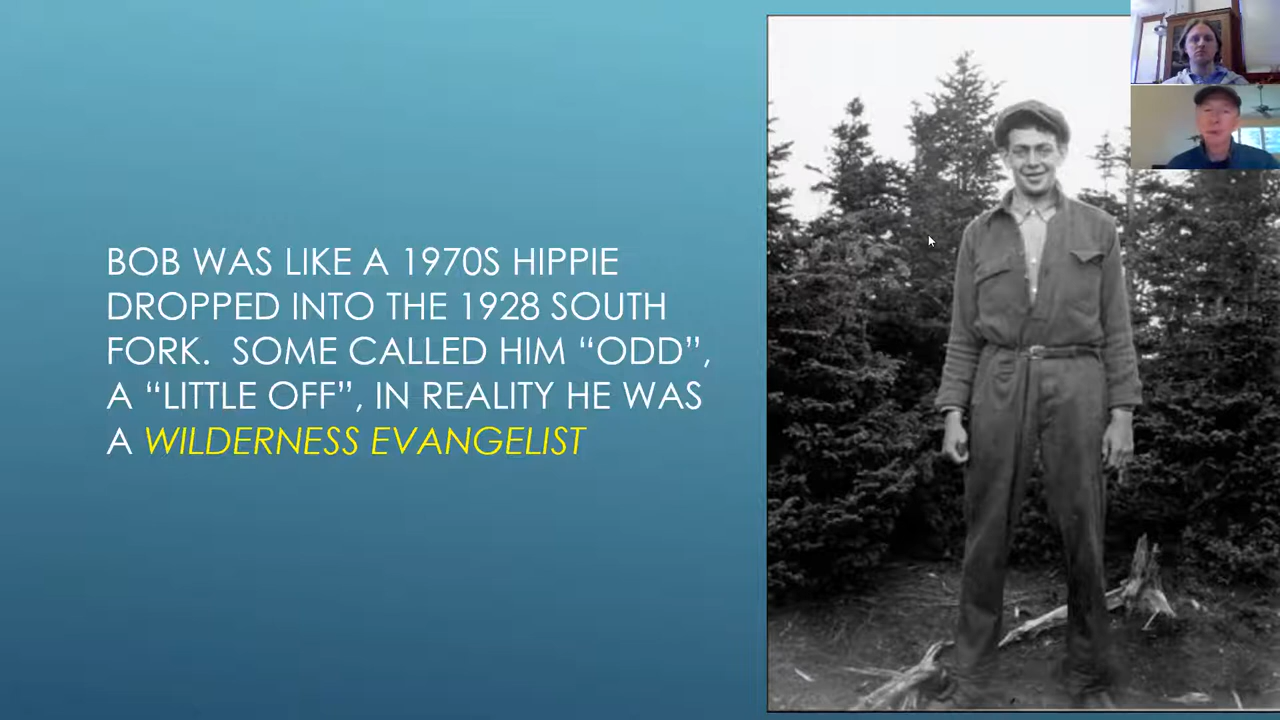 BOB WAS LIKE A 1970S HIPPIE
DROPPED INTO THE 1928 SOUTH
FORK.  SOME CALLED HIM “ODD”,
A “LITTLE OFF”, IN REALITY HE WAS
A WILDERNESS EVANGELIST